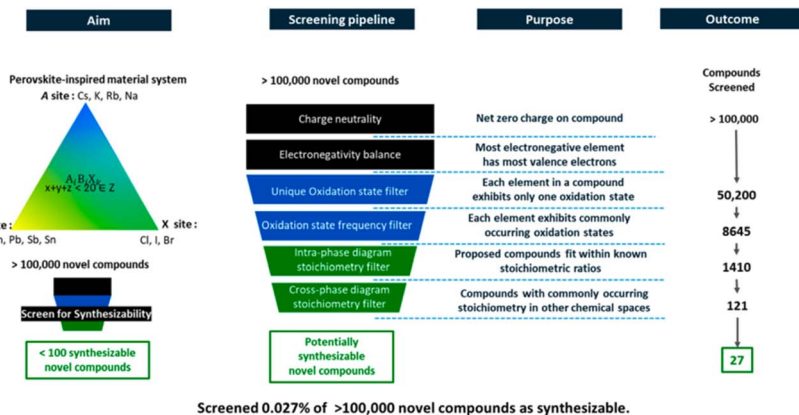 Aim
Screening pipeline
Purpose
Outcome
Perovskite-inspired material system
A site : Cs, K, Rb, Na
AᵢBᵢXₖ
x+y+z < 20 ∈ Z
X site :
Pb, Sb, Sn
Cl, I, Br
> 100,000 novel compounds
Screen for Synthesizability
< 100 synthesizable
novel compounds
> 100,000 novel compounds
Charge neutrality
Electronegativity balance
Unique Oxidation state filter
Oxidation state frequency filter
Intra-phase diagram
stoichiometry filter
Cross-phase diagram
stoichiometry filter
Potentially
synthesizable
novel compounds
Net zero charge on compound
Most electronegative element
has most valence electrons
Each element in a compound
exhibits only one oxidation state
Each element exhibits commonly
occurring oxidation states
Proposed compounds fit within known
stoichiometric ratios
Compounds with commonly occurring
stoichiometry in other chemical spaces
Compounds
Screened
> 100,000
50,200
8645
1410
121
27
Screened 0.027% of >100,000 novel compounds as synthesizable.